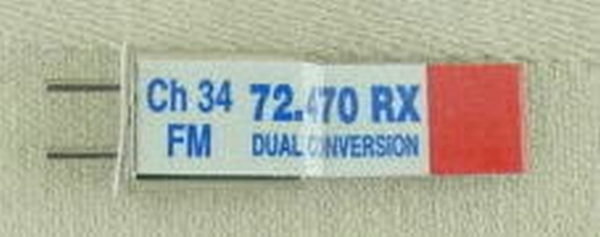 Ch 34 72.470 RX
FM DUAL CONVERSION